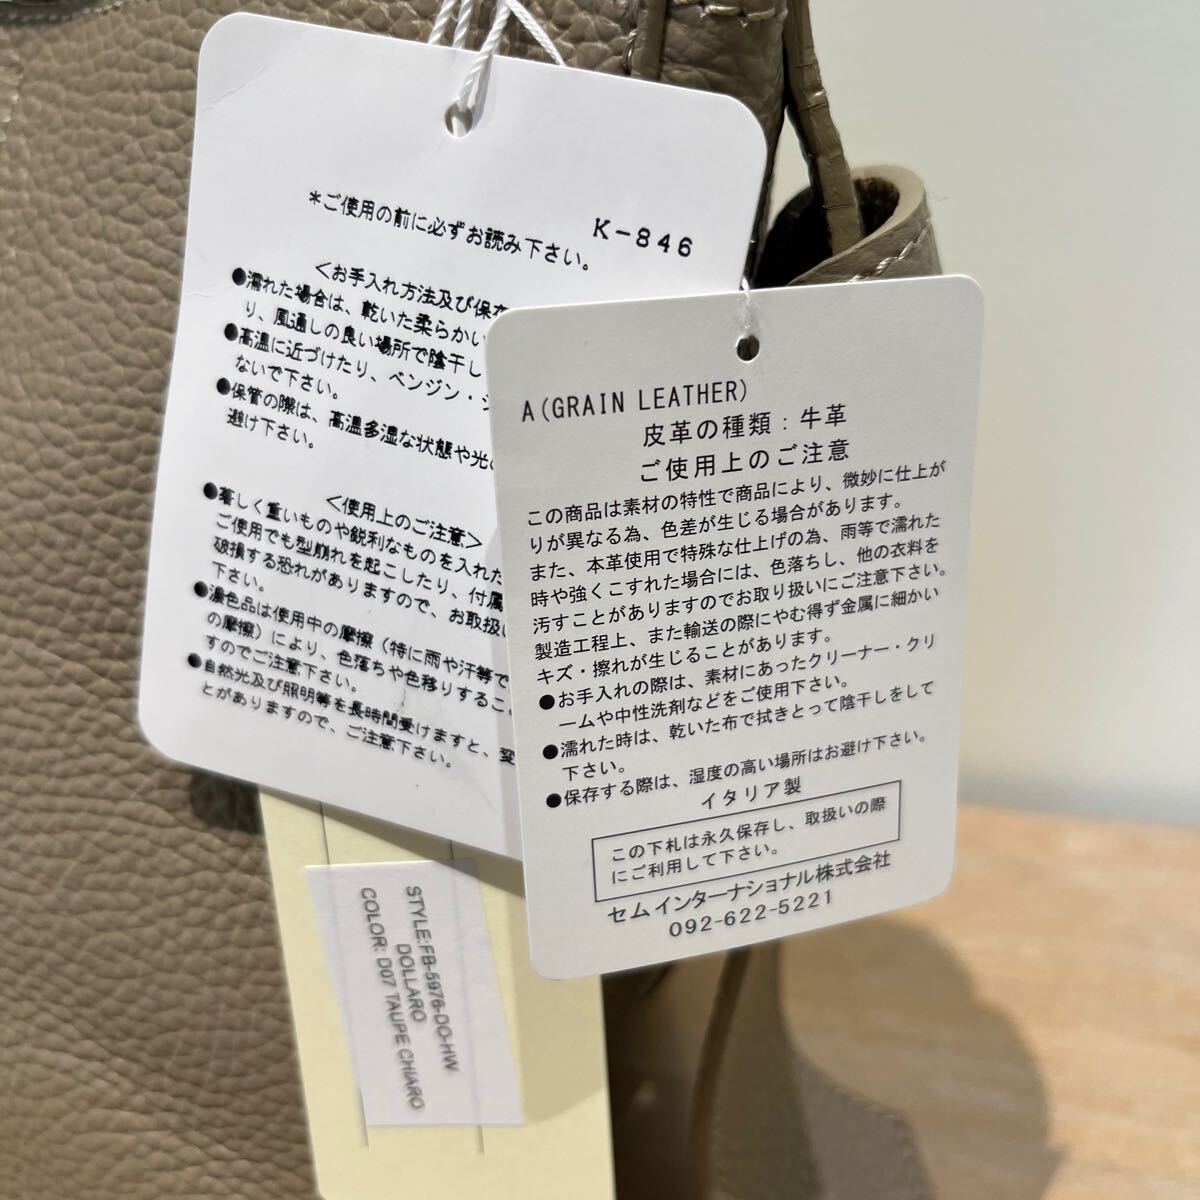 *ご使用の前に必ずお読み下さい。
K-846
<お手入れ方法及び保存
●濡れた場合は、乾いた柔らかい
り、風通しの良い場所で陰干し
●高温に近づけたり、ベンジン・シ
ないで下さい。
●保管の際は、高温多湿な状態や光の
避け下さい。
<使用上のご注意>
●著しく重いものや鋭利なものを入れた
ご使用でも型崩れを起こしたり、付属
破損する恐れがありますので、お取扱い
下さい。
●濃色品は使用中の摩擦(特に雨や汗等で
の摩擦)により、色落ちや色移りするこ
すのでご注意下さい。
●自然光及び照明等を長時間受けますと、変
とがありますので、ご注意下さい。
A(GRAIN LEATHER)
皮革の種類:牛革
ご使用上のご注意
この商品は素材の特性で商品により、微妙に仕上が
りが異なる為、色差が生じる場合があります。
また、本革使用で特殊な仕上げの為、雨等で濡れた
時や強くこすれた場合には、色落ちし、他の衣料を
汚すことがありますのでお取り扱いにご注意下さい。
製造工程上、また輸送の際にやむ得ず金属に細かい
キズ・擦れが生じることがあります。
●お手入れの際は、素材にあったクリーナー・クリ
ームや中性洗剤などをご使用下さい。
●濡れた時は、乾いた布で拭きとって陰干しをして
下さい。
●保存する際は、湿度の高い場所はお避け下さい。
イタリア製
この下札は永久保存し、取扱いの際
にご利用して下さい。
セムインターナショナル株式会社
092-622-5221
STYLE:FB-5976-DO-HW
DOLLARO
COLOR: D07 TAUPE CHIARO